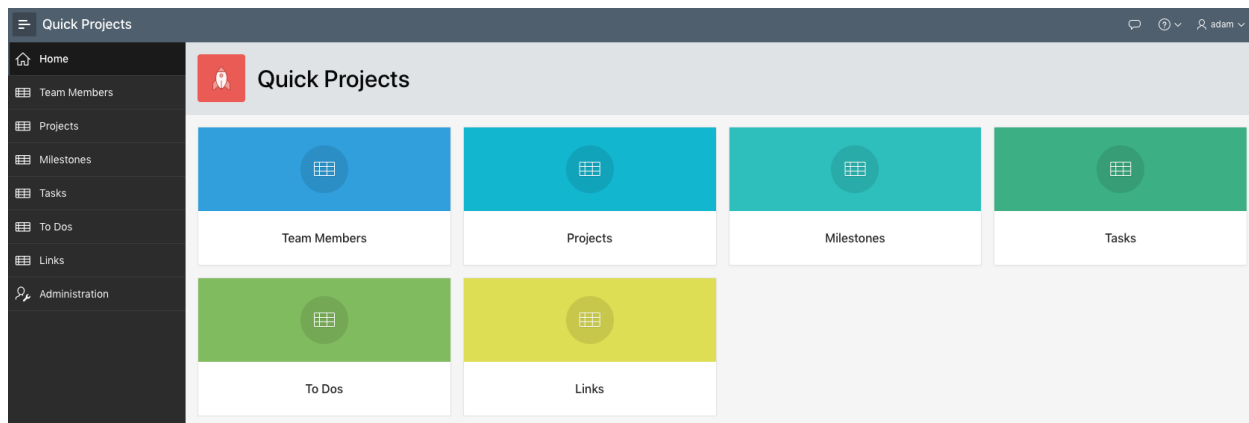 Quick Projects
adam
Home
Team Members
Projects
Milestones
Tasks
To Dos
Links
Administration
Quick Projects
Team Members
Projects
Milestones
Tasks
To Dos
Links